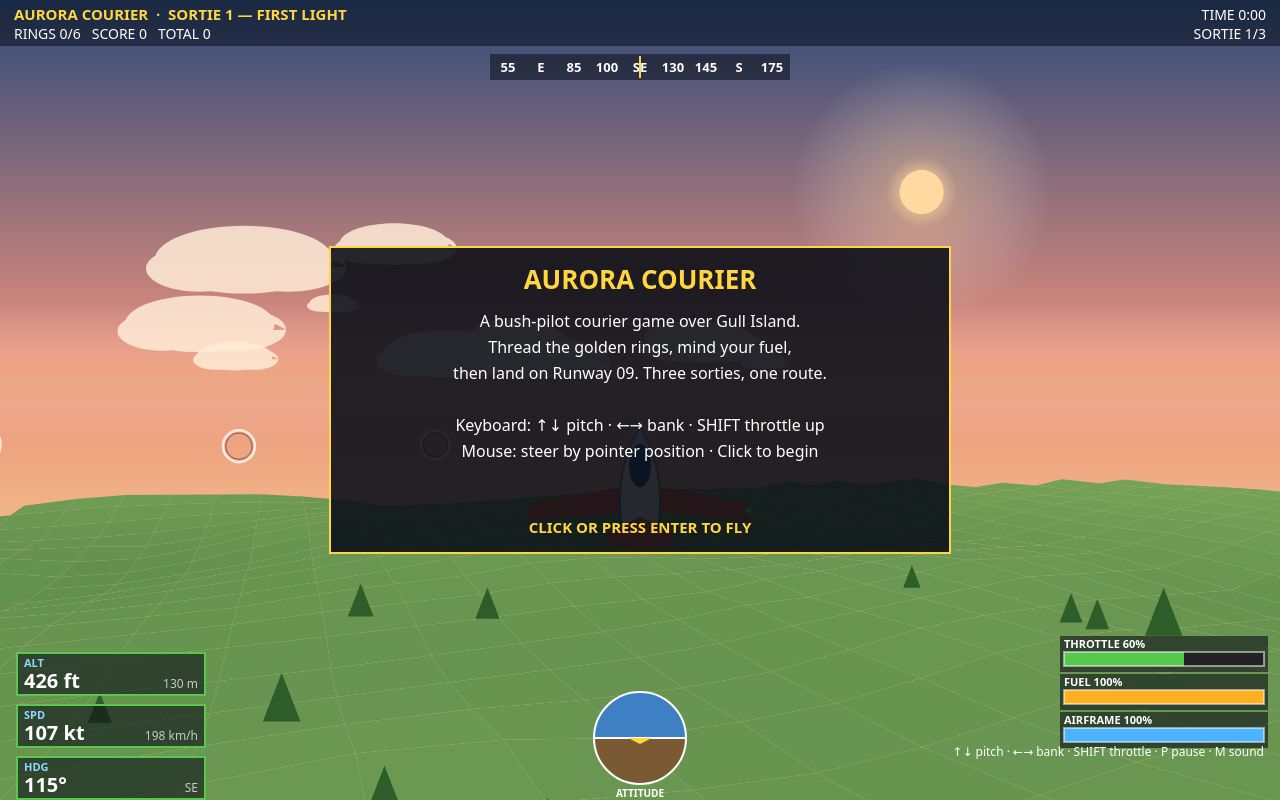 AURORA COURIER · SORTIE 1 — FIRST LIGHT
RINGS 0/6 SCORE 0 TOTAL 0
TIME 0:00
SORTIE 1/3
55 E 85 100 SE 130 145 S 175
AURORA COURIER
A bush-pilot courier game over Gull Island.
Thread the golden rings, mind your fuel,
then land on Runway 09. Three sorties, one route.
Keyboard: ↑↓ pitch · ←→ bank · SHIFT throttle up
Mouse: steer by pointer position · Click to begin
CLICK OR PRESS ENTER TO FLY
ALT
426 ft 130 m
SPD
107 kt 198 km/h
HDG
115° SE
ATTITUDE
THROTTLE 60%
FUEL 100%
AIRFRAME 100%
↑↓ pitch · ←→ bank · SHIFT throttle · P pause · M sound